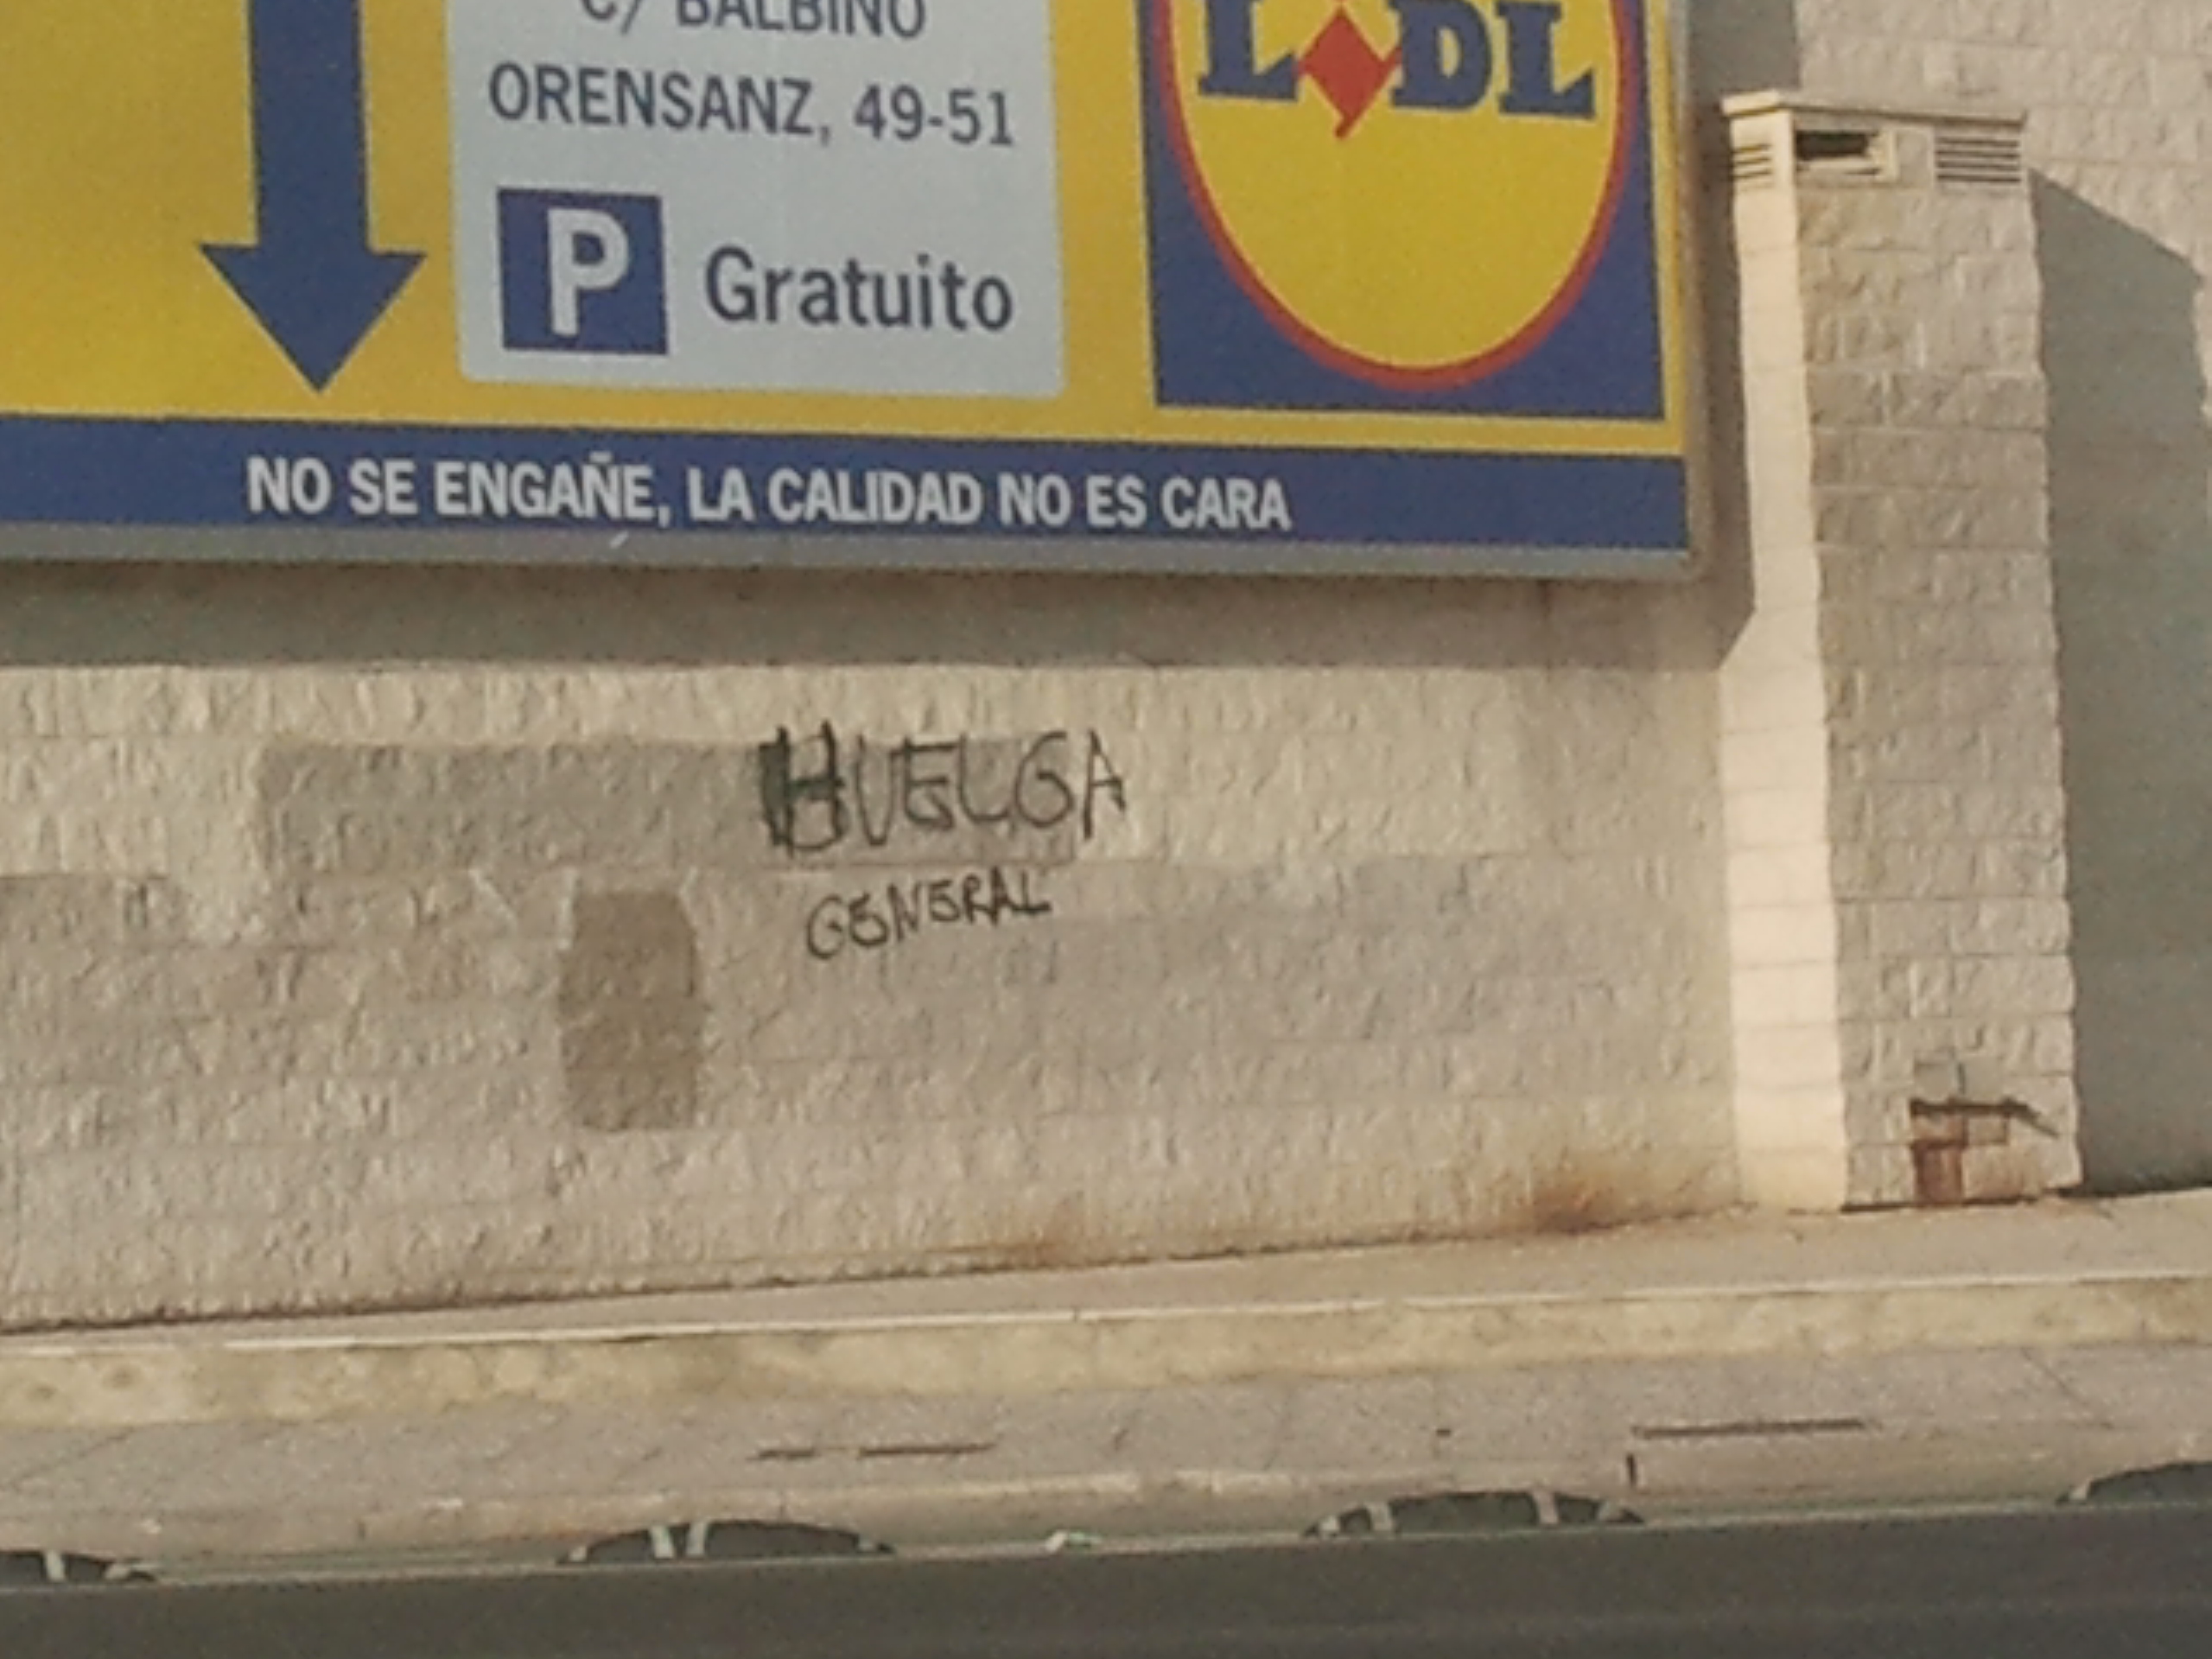 C/ BALBINO
ORENSANZ, 49-51
P Gratuito
LIDL
NO SE ENGAÑE, LA CALIDAD NO ES CARA
HUELGA
GENERAL